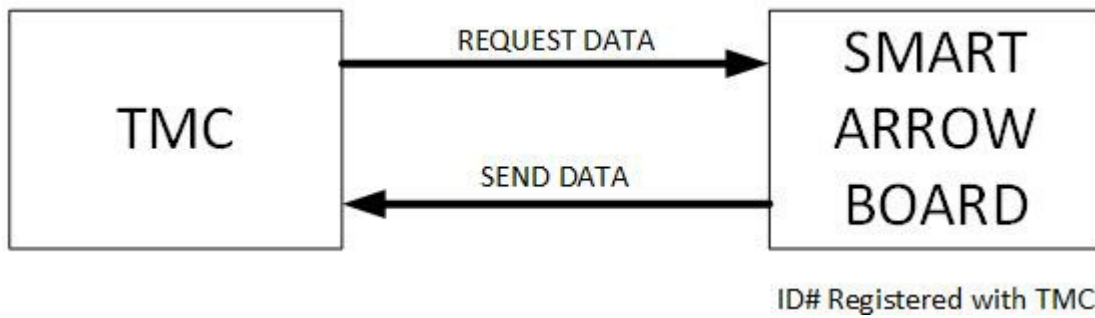 TMC
REQUEST DATA
SEND DATA
SMART
ARROW
BOARD
ID# Registered with TMC